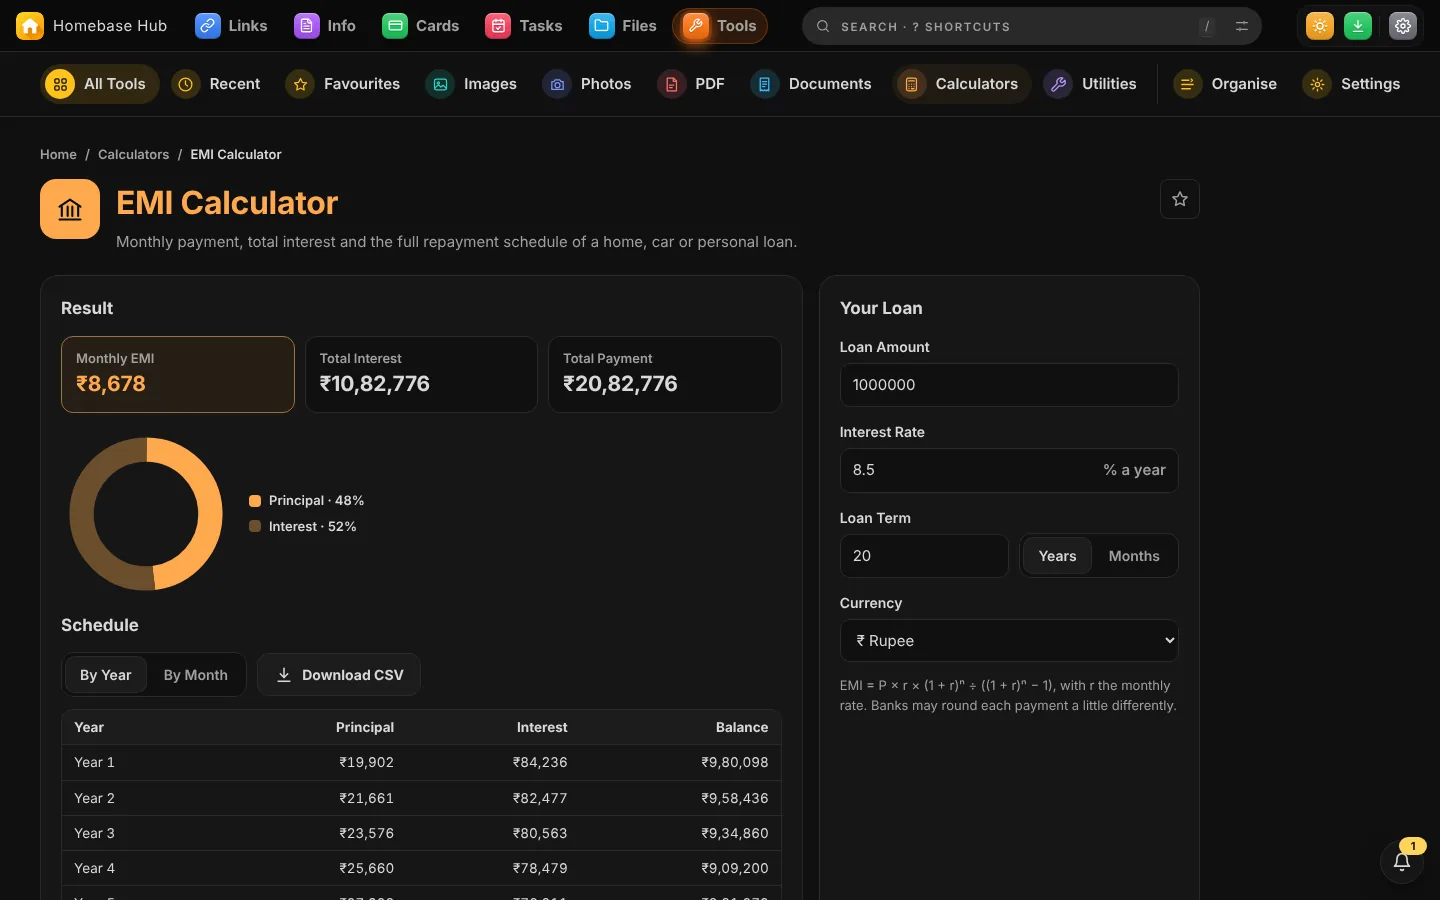 Homebase Hub
Links
Info
Cards
Tasks
Files
Tools
SEARCH · ? SHORTCUTS
/
All Tools
Recent
Favourites
Images
Photos
PDF
Documents
Calculators
Utilities
Organise
Settings
Home / Calculators / EMI Calculator
EMI Calculator
Monthly payment, total interest and the full repayment schedule of a home, car or personal loan.
Result
Monthly EMI
₹8,678
Total Interest
₹10,82,776
Total Payment
₹20,82,776
Principal · 48%
Interest · 52%
Schedule
By Year
By Month
Download CSV
Year Principal Interest Balance
Year 1 ₹19,902 ₹84,236 ₹9,80,098
Year 2 ₹21,661 ₹82,477 ₹9,58,436
Year 3 ₹23,576 ₹80,563 ₹9,34,860
Year 4 ₹25,660 ₹78,479 ₹9,09,200
Your Loan
Loan Amount
1000000
Interest Rate
8.5 % a year
Loan Term
20
Years
Months
Currency
₹ Rupee
EMI = P × r × (1 + r)ⁿ ÷ ((1 + r)ⁿ − 1), with r the monthly
rate. Banks may round each payment a little differently.
1